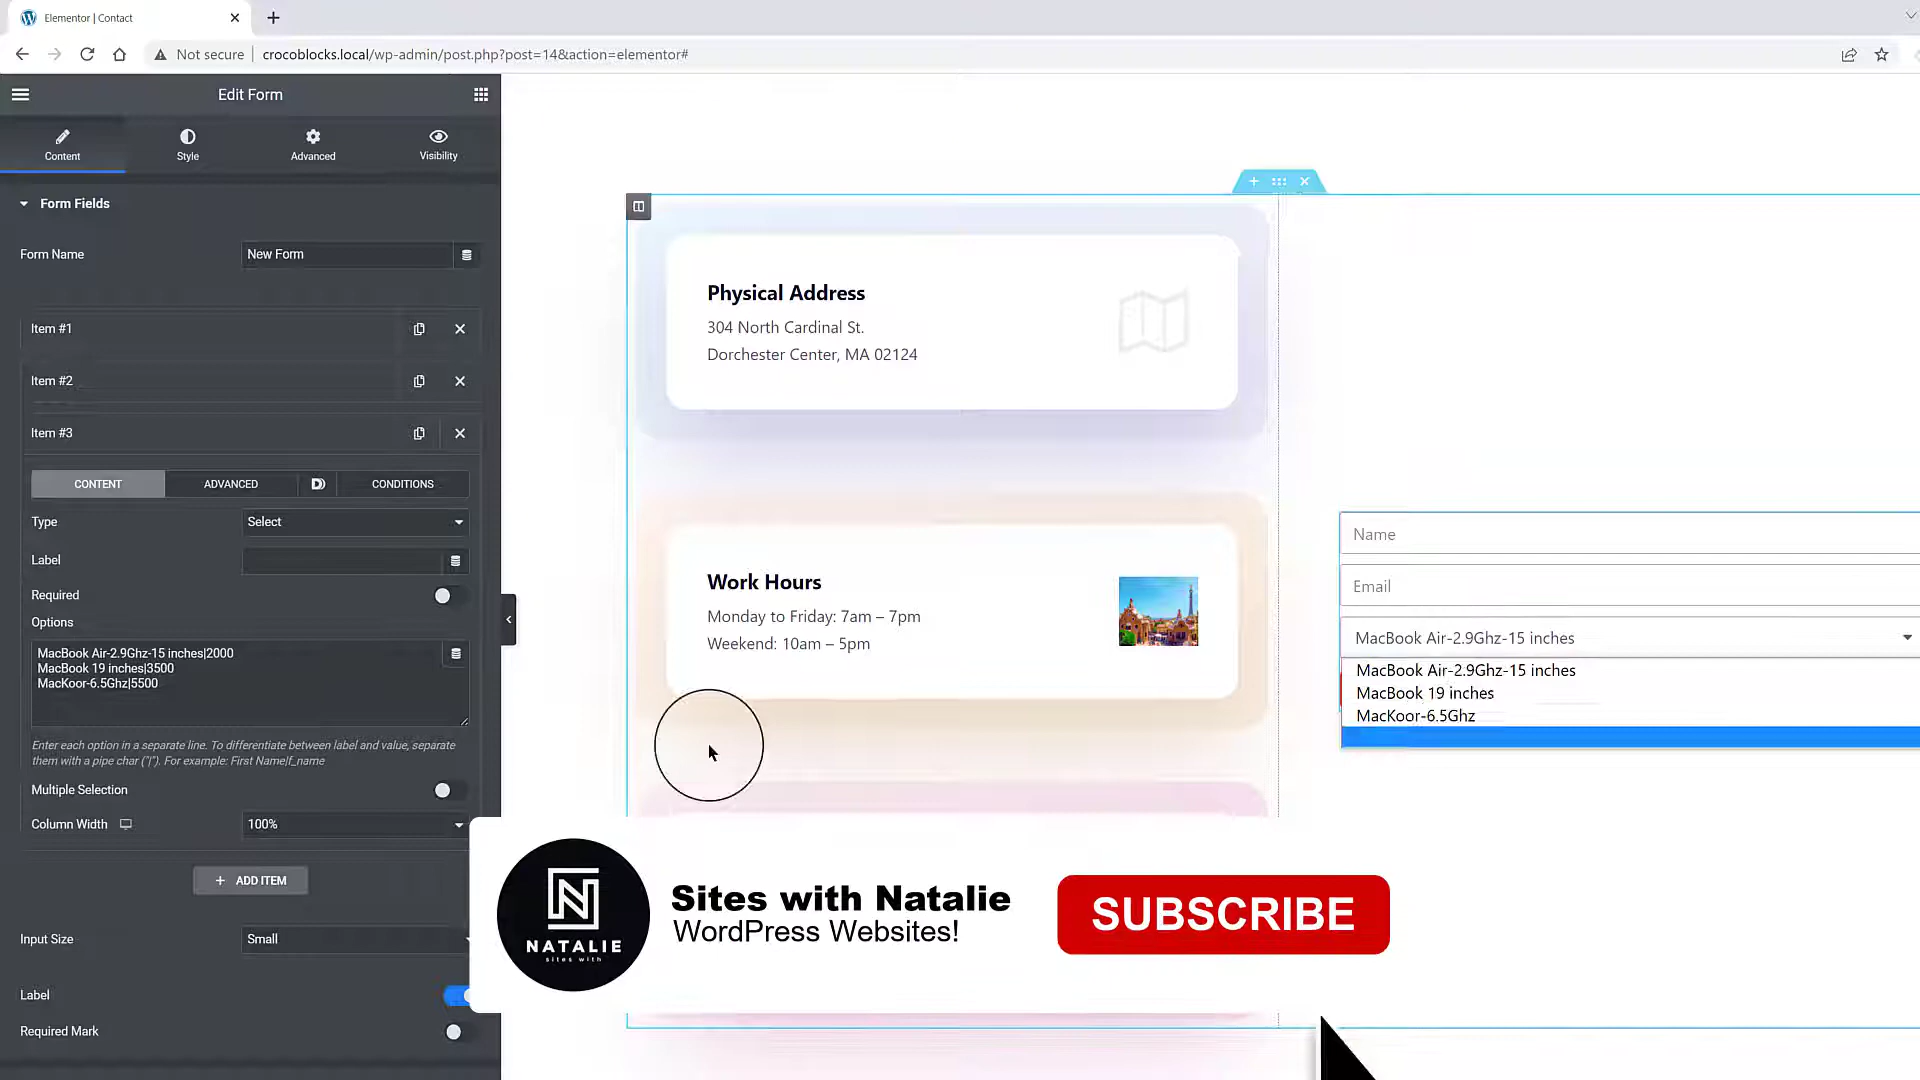 Elementor | Contact
Not secure
crocoblocks.local/wp-admin/post.php?post=14&action=elementor#
Edit Form
Content
Style
Advanced
Visibility
Form Fields
Form Name
New Form
Item #1
Item #2
Item #3
CONTENT
ADVANCED
CONDITIONS
Type
Select
Label
Required
Options
MacBook Air-2.9Ghz-15 inches|2000
MacBook 19 inches|3500
MacKoor-6.5Ghz|5500
Enter each option in a separate line. To differentiate between label and value, separate
them with a pipe char ("|"). For example: First Name|f_name
Multiple Selection
Column Width
100%
+ ADD ITEM
Input Size
Small
Label
Required Mark
Physical Address
304 North Cardinal St.
Dorchester Center, MA 02124
Work Hours
Monday to Friday: 7am – 7pm
Weekend: 10am – 5pm
Name
Email
MacBook Air-2.9Ghz-15 inches
MacBook Air-2.9Ghz-15 inches
MacBook 19 inches
MacKoor-6.5Ghz
N
NATALIE
sites with
Sites with Natalie
WordPress Websites!
SUBSCRIBE